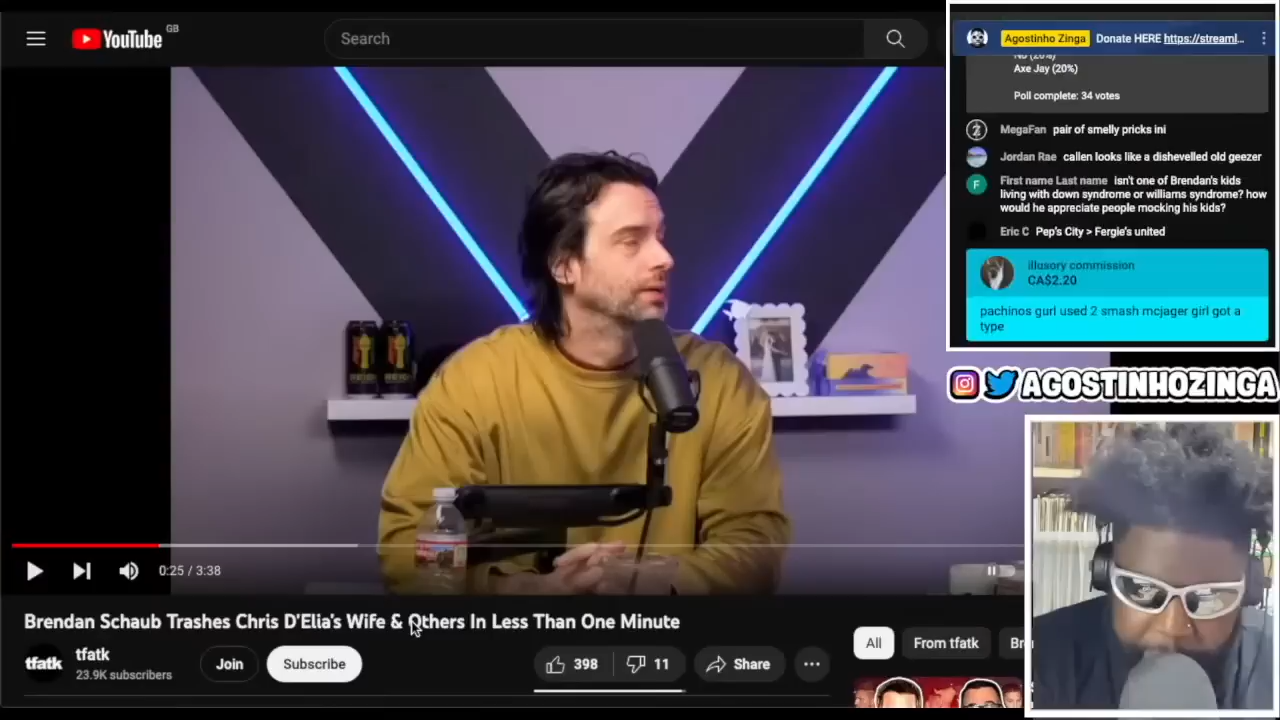 YouTube GB
Search
Agostinho Zinga Donate HERE https://streaml...
Axe Jay (20%)
Poll complete: 34 votes
MegaFan pair of smelly pricks ini
Jordan Rae callen looks like a dishevelled old geezer
F First name Last name isn't one of Brendan's kids
living with down syndrome or williams syndrome? how
would he appreciate people mocking his kids?
Eric C Pep's City > Fergie's united
illusory commission
CA$2.20
pachinos gurl used 2 smash mcjager girl got a
type
AGOSTINHOZINGA
0:25 / 3:38
Brendan Schaub Trashes Chris D'Elia's Wife & Others In Less Than One Minute
tfatk
tfatk
23.9K subscribers
Join
Subscribe
398
11
Share
All
From tfatk
Br